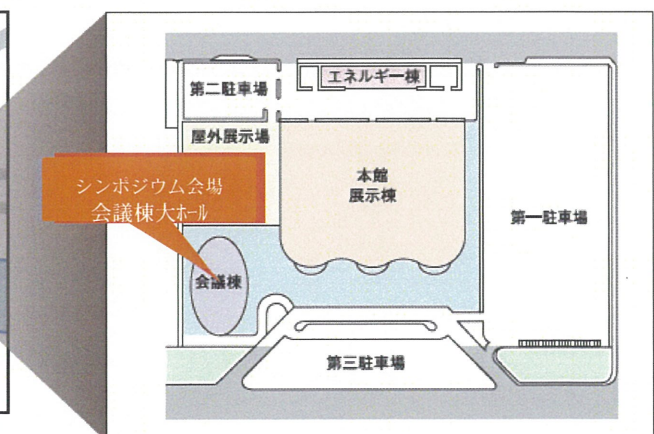 エネルギー棟
第二駐車場
屋外展示場
本館
展示棟
シンポジウム会場
会議棟大ﾎｰﾙ
第一駐車場
会議棟
第三駐車場